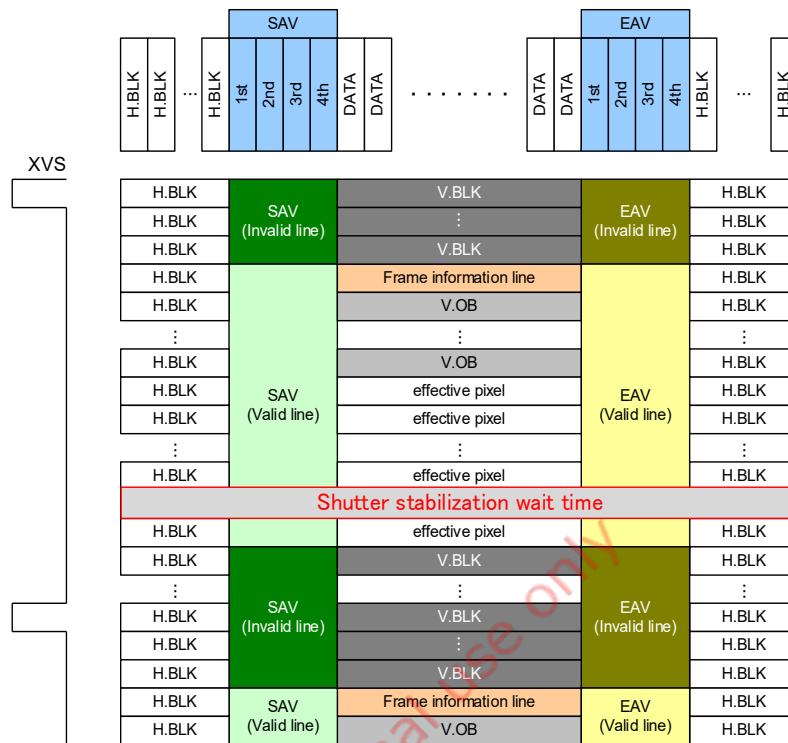 SAV EAV
H.BLK H.BLK ... H.BLK 1st 2nd 3rd 4th DATA DATA . . . . . . . DATA DATA 1st 2nd 3rd 4th H.BLK ... H.BLK
XVS
H.BLK V.BLK H.BLK
H.BLK SAV ⋮ EAV H.BLK
(Invalid line) (Invalid line)
H.BLK V.BLK H.BLK
H.BLK Frame information line H.BLK
H.BLK V.OB H.BLK
⋮ ⋮ ⋮
H.BLK V.OB H.BLK
H.BLK SAV effective pixel EAV H.BLK
H.BLK (Valid line) effective pixel (Valid line) H.BLK
⋮ ⋮ ⋮
H.BLK effective pixel H.BLK
Shutter stabilization wait time
H.BLK effective pixel H.BLK
H.BLK V.BLK H.BLK
⋮ SAV ⋮ EAV ⋮
H.BLK (Invalid line) V.BLK (Invalid line) H.BLK
H.BLK ⋮ H.BLK
H.BLK V.BLK H.BLK
H.BLK SAV Frame information line EAV H.BLK
H.BLK (Valid line) V.OB (Valid line) H.BLK
use only